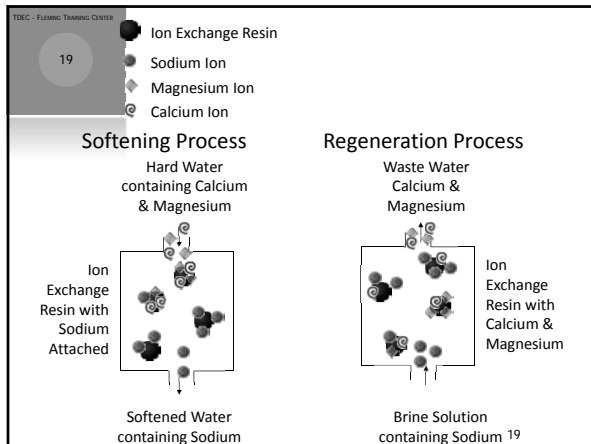 TDEC - FLEMING TRAINING CENTER
19
Ion Exchange Resin
Sodium Ion
Magnesium Ion
Calcium Ion
Softening Process
Hard Water
containing Calcium
& Magnesium
Ion
Exchange
Resin with
Sodium
Attached
Softened Water
containing Sodium
Regeneration Process
Waste Water
Calcium &
Magnesium
Ion
Exchange
Resin with
Calcium &
Magnesium
Brine Solution
containing Sodium 19